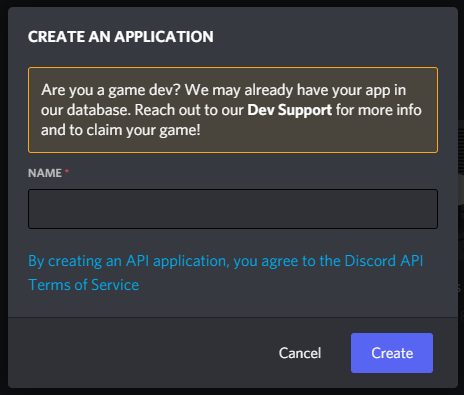 CREATE AN APPLICATION
Are you a game dev? We may already have your app in
our database. Reach out to our Dev Support for more info
and to claim your game!
NAME *
By creating an API application, you agree to the Discord API
Terms of Service
Cancel
Create